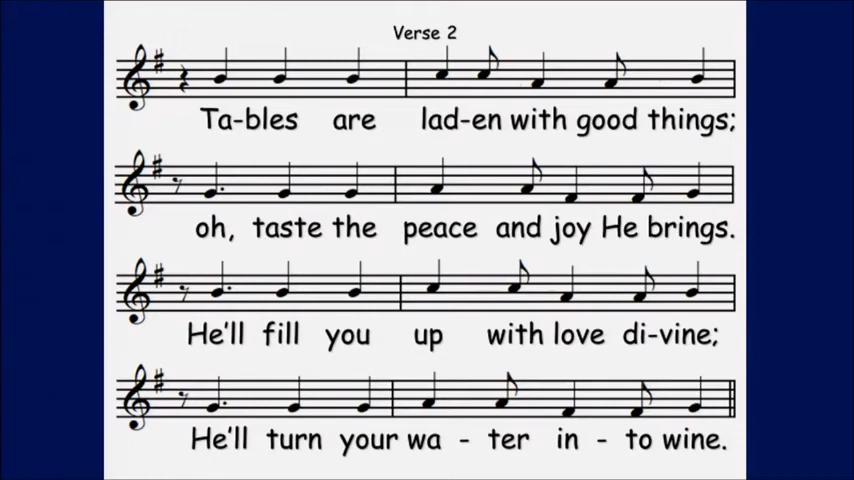 Verse 2
Ta-bles are lad-en with good things;
oh, taste the peace and joy He brings.
He'll fill you up with love di-vine;
He'll turn your wa - ter in - to wine.